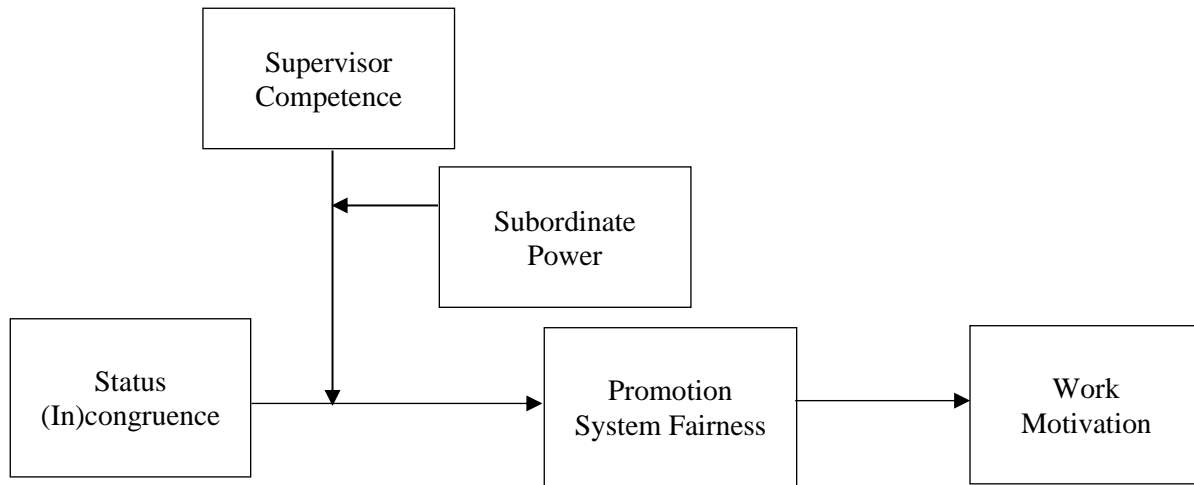 Supervisor
Competence
Subordinate
Power
Status
(In)congruence
Promotion
System Fairness
Work
Motivation